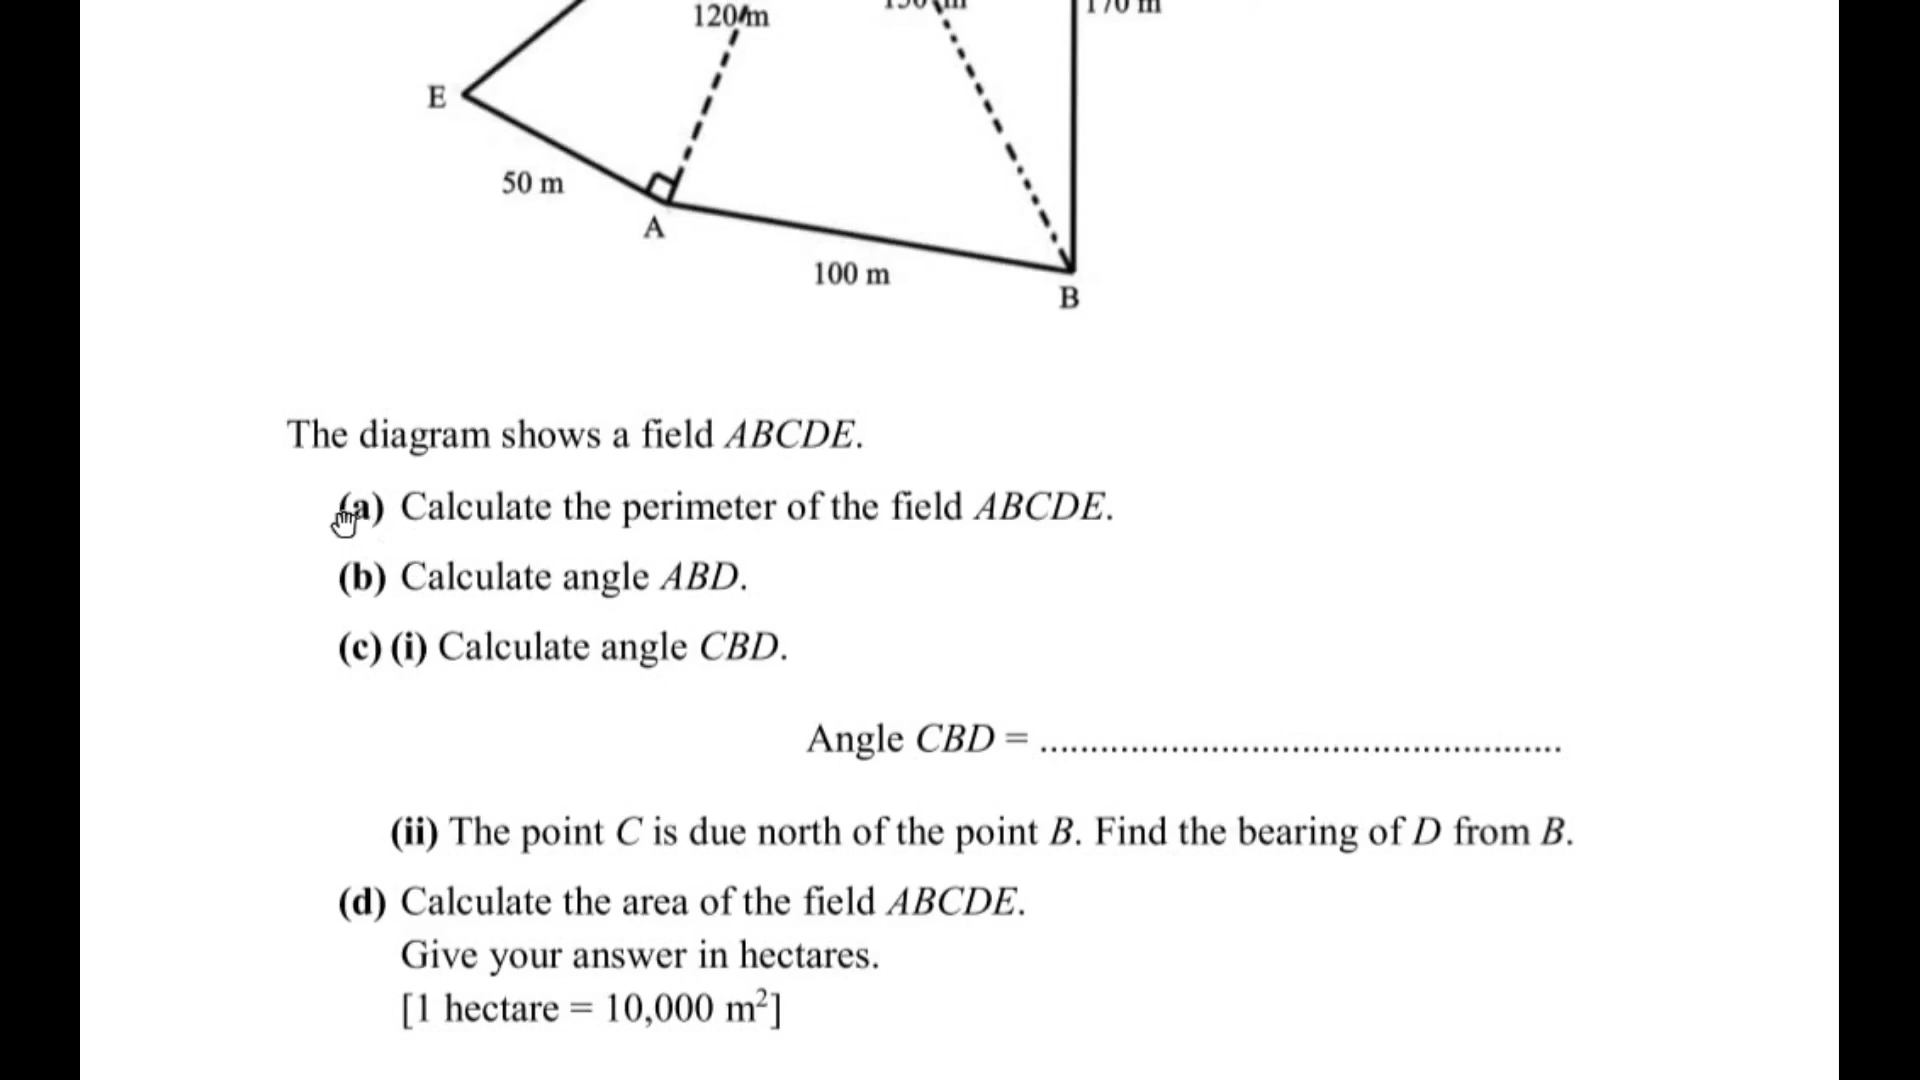 120 m
170 m
E
50 m
A
100 m
B
The diagram shows a field ABCDE.
(a) Calculate the perimeter of the field ABCDE.
(b) Calculate angle ABD.
(c) (i) Calculate angle CBD.
Angle CBD = ....................................................
(ii) The point C is due north of the point B. Find the bearing of D from B.
(d) Calculate the area of the field ABCDE.
Give your answer in hectares.
[1 hectare = 10,000 m²]